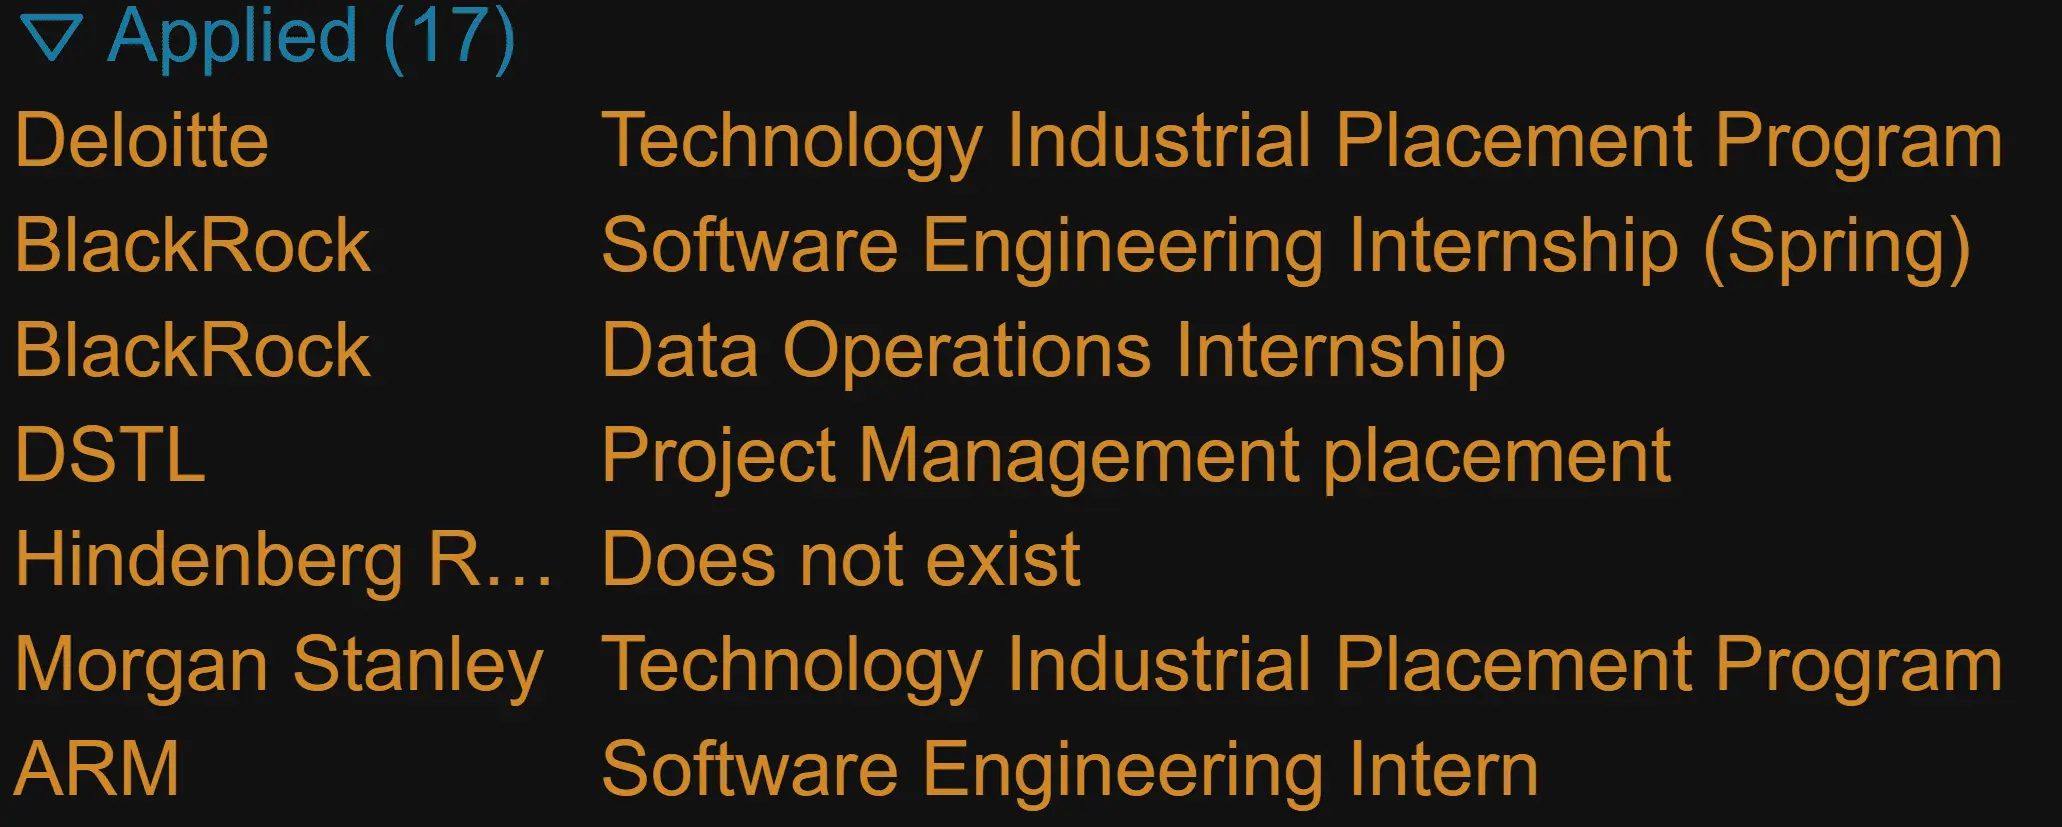 Applied (17)
Deloitte Technology Industrial Placement Program
BlackRock Software Engineering Internship (Spring)
BlackRock Data Operations Internship
DSTL Project Management placement
Hindenberg R... Does not exist
Morgan Stanley Technology Industrial Placement Program
ARM Software Engineering Intern